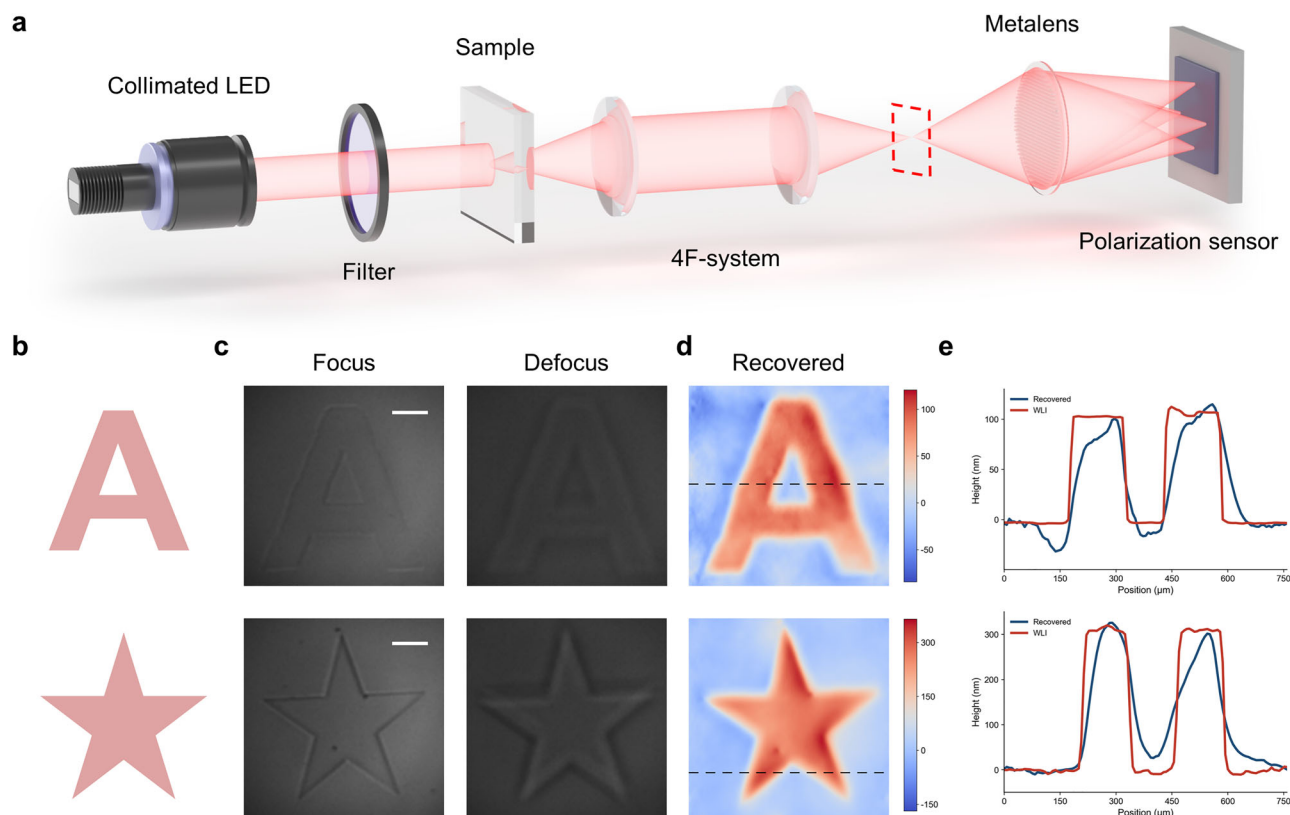 a
Sample
Metalens
Collimated LED
Filter
4F-system
Polarization sensor
b
c
Focus
Defocus
d
Recovered
e
100
50
0
-50
Recovered
WLI
100
50
0
Height (nm)
0
150
300
450
600
750
Position (µm)
300
150
0
-150
Recovered
WLI
300
200
100
0
Height (nm)
0
150
300
450
600
750
Position (µm)